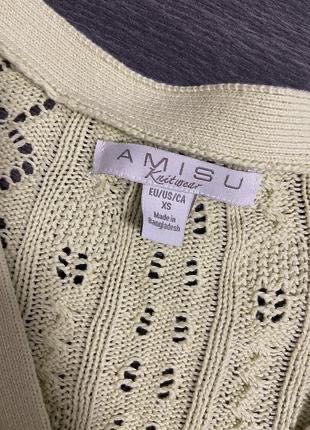 AMISU
Knitwear
EU/US/CA
XS
Made in
Bangladesh